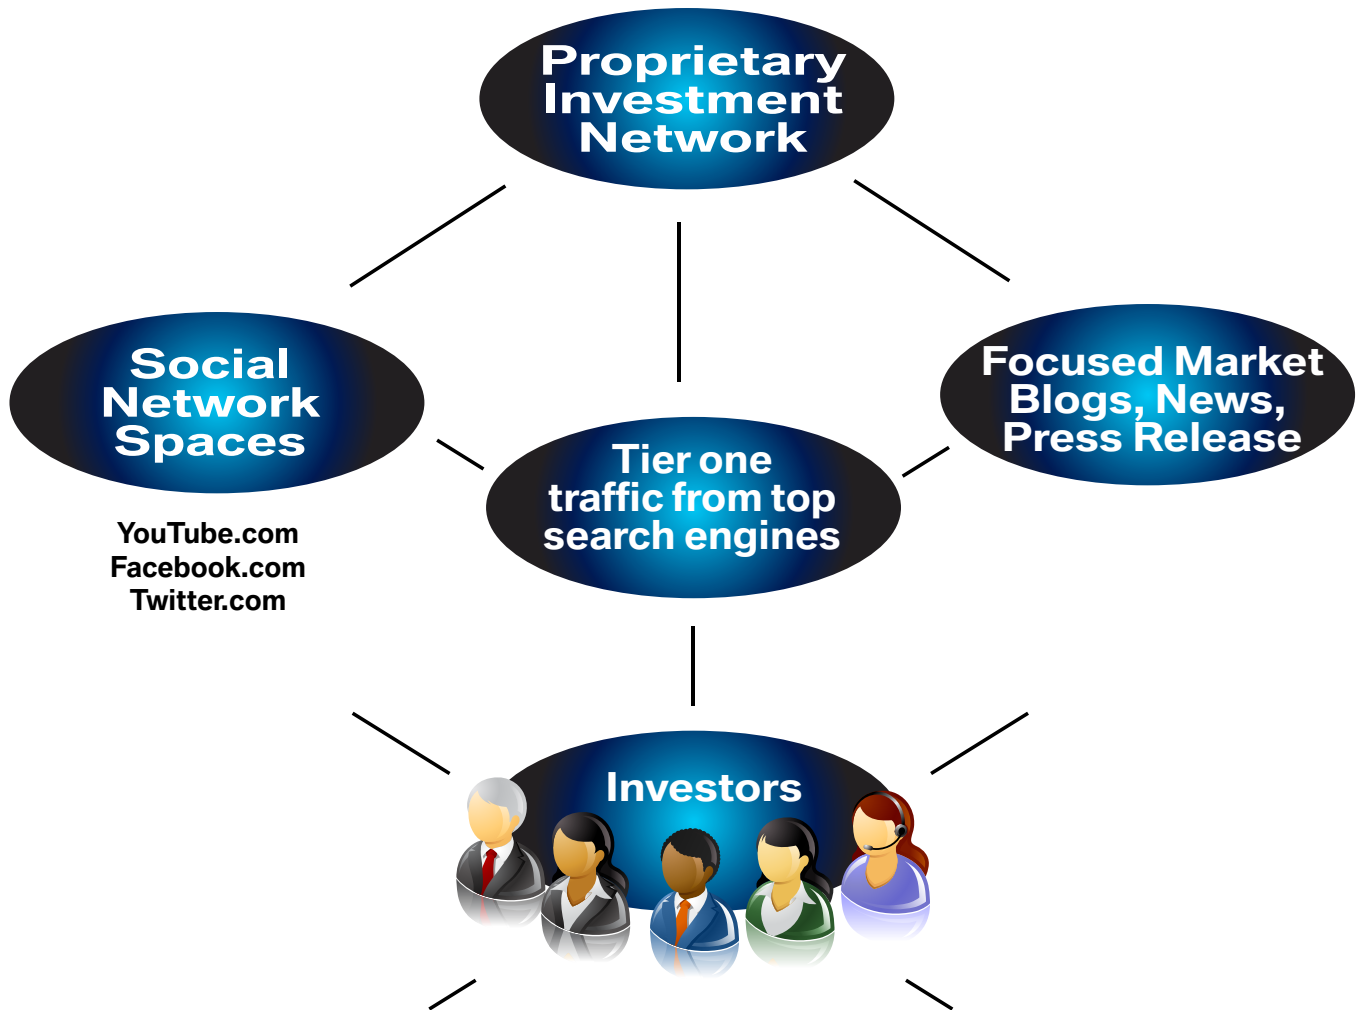 Proprietary
Investment
Network
Social
Network
Spaces
YouTube.com
Facebook.com
Twitter.com
Tier one
traffic from top
search engines
Focused Market
Blogs, News,
Press Release
Investors